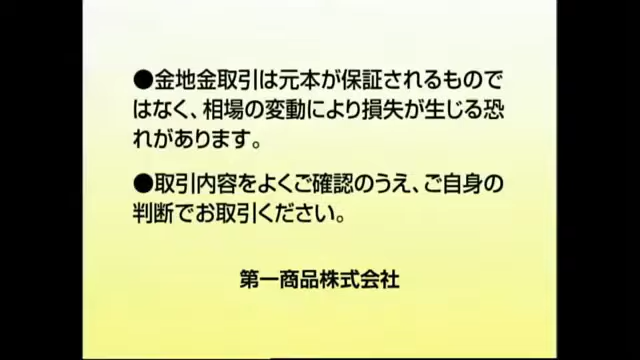 ●金地金取引は元本が保証されるもので
はなく、相場の変動により損失が生じる恐
れがあります。
●取引内容をよくご確認のうえ、ご自身の
判断でお取引ください。
第一商品株式会社